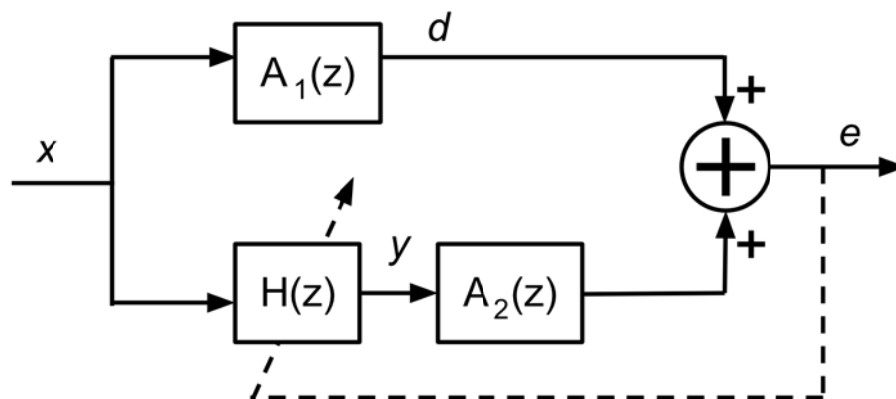 d
A₁(z)
+
x
+
e
y
+
H(z)
A₂(z)